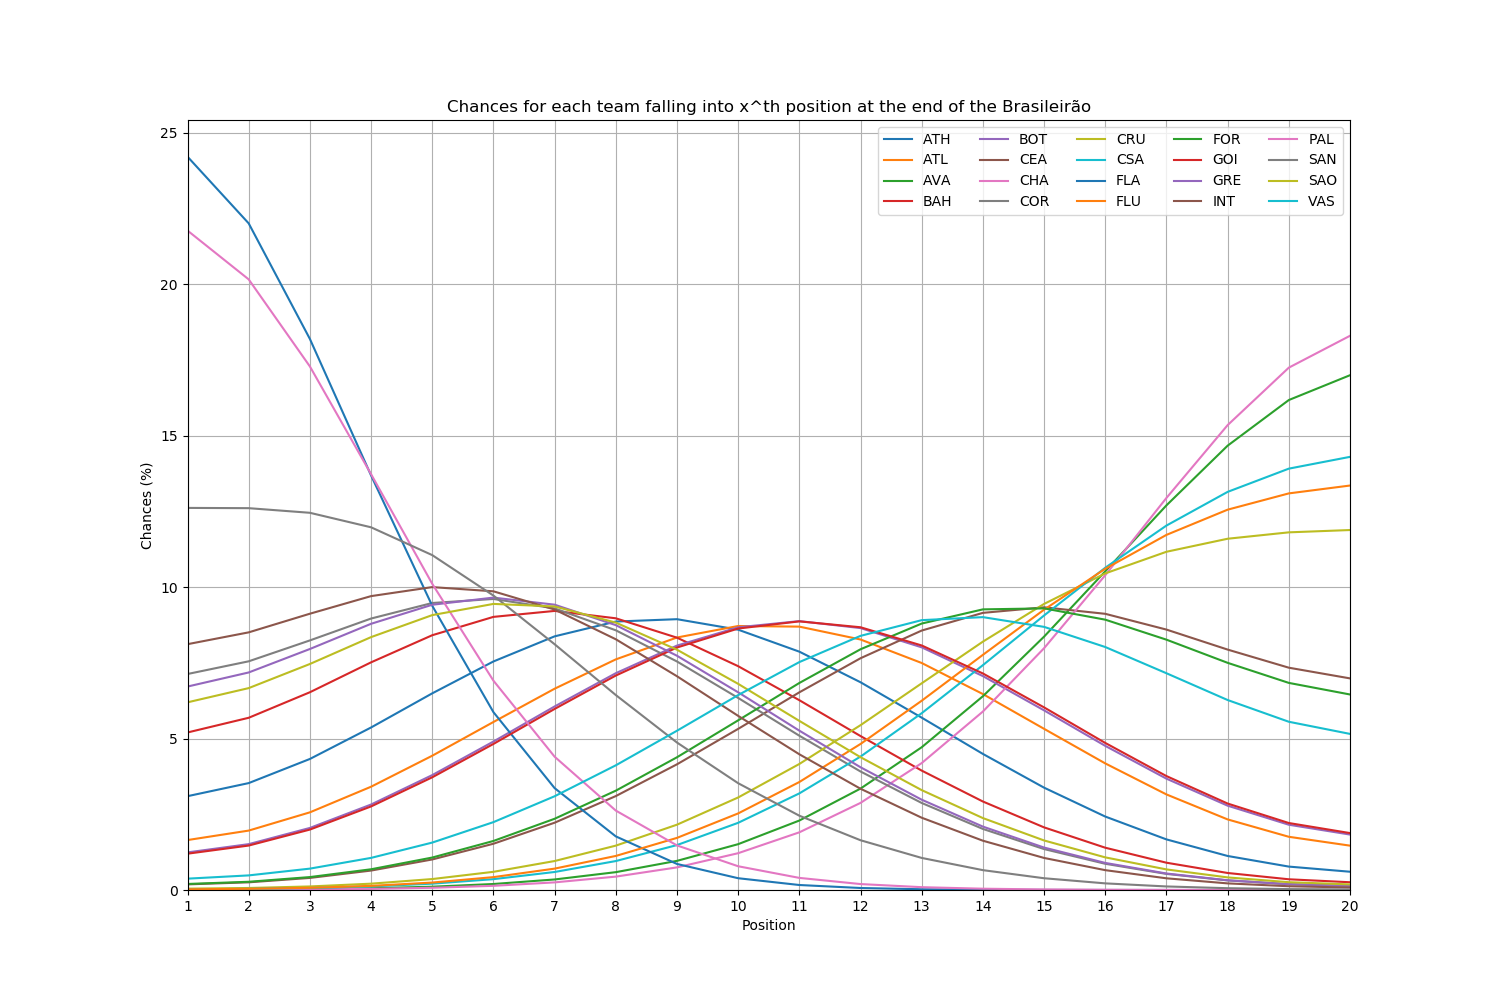 Chances for each team falling into x^th position at the end of the Brasileirão
25
20
15
10
5
0
Chances (%)
ATH BOT CRU FOR PAL
ATL CEA CSA GOI SAN
AVA CHA FLA GRE SAO
BAH COR FLU INT VAS
1 2 3 4 5 6 7 8 9 10 11 12 13 14 15 16 17 18 19 20
Position